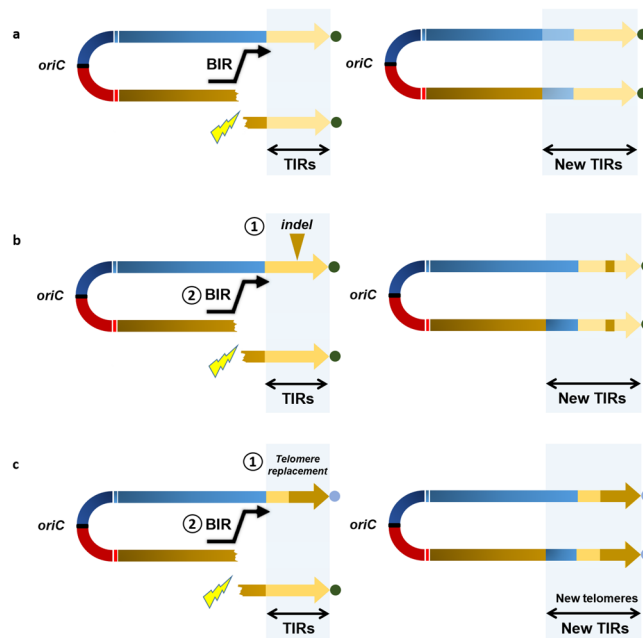 a
oriC
BIR
TIRs
New TIRs
oriC
b
1
indel
oriC
2 BIR
TIRs
New TIRs
oriC
c
1
Telomere
replacement
oriC
2 BIR
TIRs
New telomeres
New TIRs
oriC